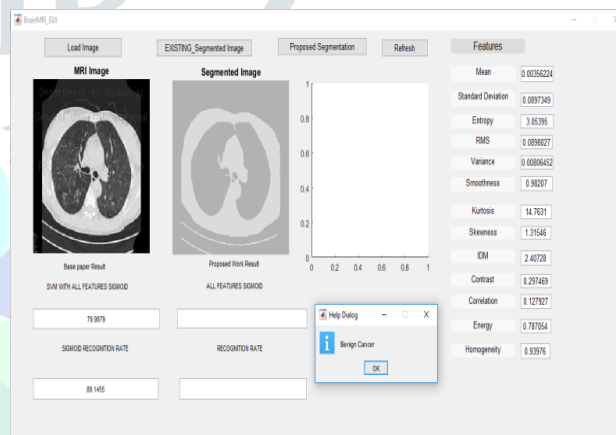 BrainMRI_GUI
Load Image
EXISTING_Segmented Image
Proposed Segmentation
Refresh
Features
MRI Image
Segmented Image
Mean 0.00356224
Standard Deviation 0.0897349
Entropy 3.05395
RMS 0.0898027
Variance 0.00806452
Smoothness 0.98207
Kurtosis 14.7631
Skewness 1.31546
IDM 2.40728
Contrast 0.297469
Correlation 0.127927
Energy 0.787054
Homogeneity 0.93976
1
0.8
0.6
0.4
0.2
0
0 0.2 0.4 0.6 0.8 1
Base paper Result
Proposed Work Result
SVM WITH ALL FEATURES SIGMOID
ALL FEATURES SIGMOID
79.9879
SIGMOID RECOGNITION RATE
RECOGNITION RATE
89.1455
Help Dialog
Benign Cancer
OK